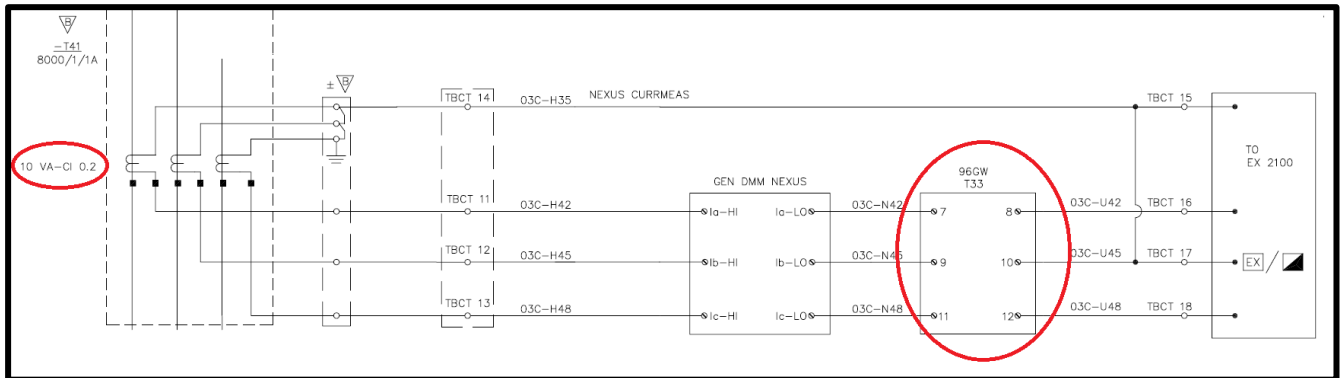 B
-T41
8000/1/1A
± B
TBCT 14
03C-H35
NEXUS CURRMEAS
TBCT 15
TO
EX 2100
10 VA-Cl 0.2
GEN DMM NEXUS
96GW
T33
TBCT 11
03C-H42
Ia-HI
Ia-LO
03C-N42
7
8
03C-U42
TBCT 16
TBCT 12
03C-H45
Ib-HI
Ib-LO
03C-N45
9
10
03C-U45
TBCT 17
EX /
TBCT 13
03C-H48
Ic-HI
Ic-LO
03C-N48
11
12
03C-U48
TBCT 18